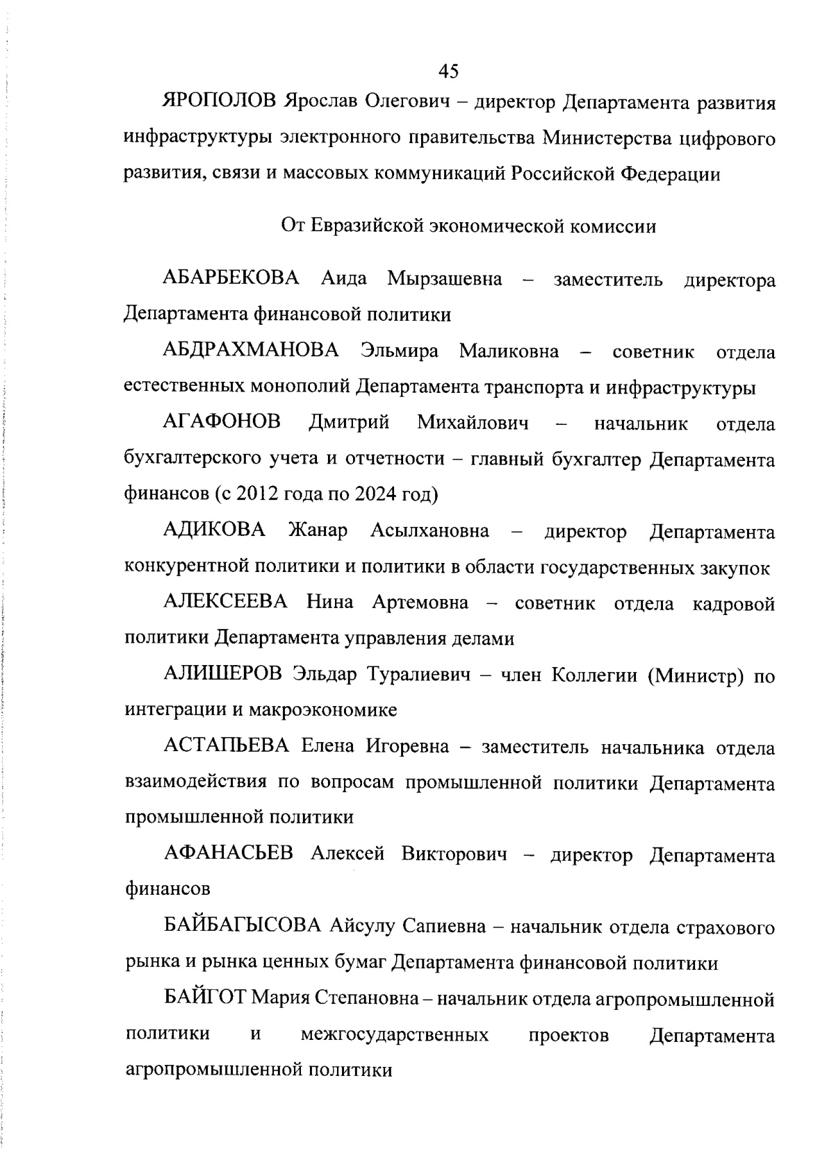 45
ЯРОПОЛОВ Ярослав Олегович – директор Департамента развития
инфраструктуры электронного правительства Министерства цифрового
развития, связи и массовых коммуникаций Российской Федерации
От Евразийской экономической комиссии
АБАРБЕКОВА Аида Мырзашевна – заместитель директора
Департамента финансовой политики
АБДРАХМАНОВА Эльмира Маликовна – советник отдела
естественных монополий Департамента транспорта и инфраструктуры
АГАФОНОВ Дмитрий Михайлович – начальник отдела
бухгалтерского учета и отчетности – главный бухгалтер Департамента
финансов (с 2012 года по 2024 год)
АДИКОВА Жанар Асылхановна – директор Департамента
конкурентной политики и политики в области государственных закупок
АЛЕКСЕЕВА Нина Артемовна – советник отдела кадровой
политики Департамента управления делами
АЛИШЕРОВ Эльдар Туралиевич – член Коллегии (Министр) по
интеграции и макроэкономике
АСТАПЬЕВА Елена Игоревна – заместитель начальника отдела
взаимодействия по вопросам промышленной политики Департамента
промышленной политики
АФАНАСЬЕВ Алексей Викторович – директор Департамента
финансов
БАЙБАГЫСОВА Айсулу Сапиевна – начальник отдела страхового
рынка и рынка ценных бумаг Департамента финансовой политики
БАЙГОТ Мария Степановна – начальник отдела агропромышленной
политики и межгосударственных проектов Департамента
агропромышленной политики